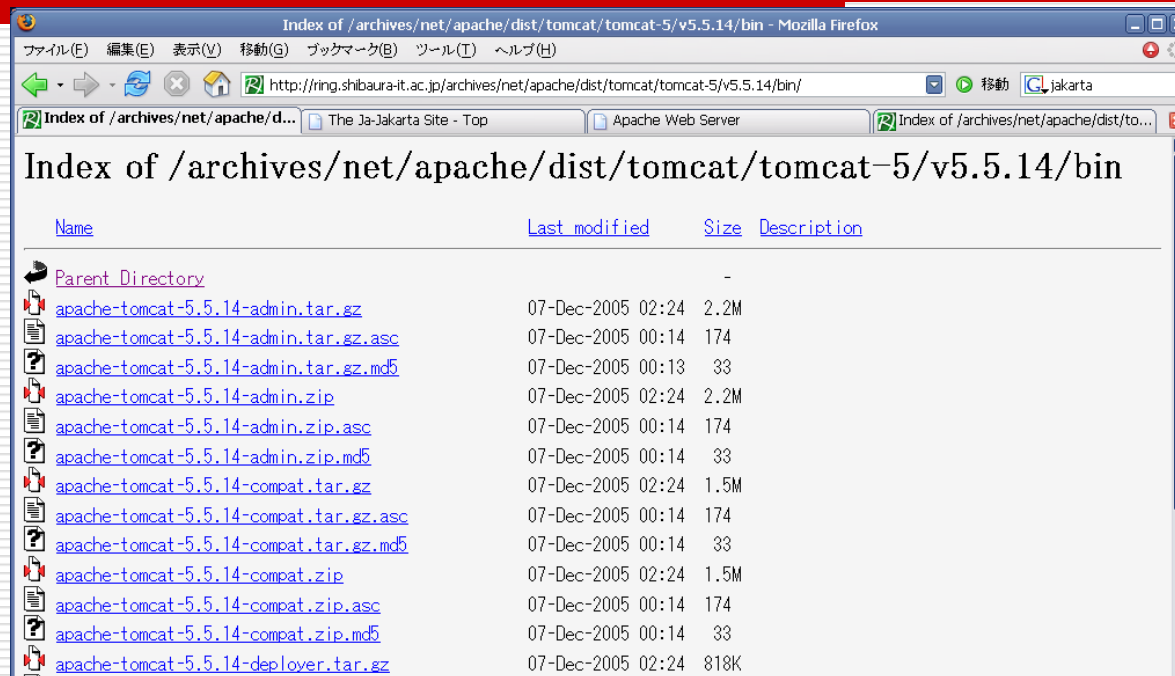 Index of /archives/net/apache/dist/tomcat/tomcat-5/v5.5.14/bin - Mozilla Firefox
ファイル(F) 編集(E) 表示(V) 移動(G) ブックマーク(B) ツール(T) ヘルプ(H)
http://ring.shibaura-it.ac.jp/archives/net/apache/dist/tomcat/tomcat-5/v5.5.14/bin/ 移動 G jakarta
Index of /archives/net/apache/d... The Ja-Jakarta Site - Top Apache Web Server Index of /archives/net/apache/dist/to...
Index of /archives/net/apache/dist/tomcat/tomcat-5/v5.5.14/bin
Name Last modified Size Description
Parent Directory -
apache-tomcat-5.5.14-admin.tar.gz 07-Dec-2005 02:24 2.2M
apache-tomcat-5.5.14-admin.tar.gz.asc 07-Dec-2005 00:14 174
apache-tomcat-5.5.14-admin.tar.gz.md5 07-Dec-2005 00:13 33
apache-tomcat-5.5.14-admin.zip 07-Dec-2005 02:24 2.2M
apache-tomcat-5.5.14-admin.zip.asc 07-Dec-2005 00:14 174
apache-tomcat-5.5.14-admin.zip.md5 07-Dec-2005 00:14 33
apache-tomcat-5.5.14-compat.tar.gz 07-Dec-2005 02:24 1.5M
apache-tomcat-5.5.14-compat.tar.gz.asc 07-Dec-2005 00:14 174
apache-tomcat-5.5.14-compat.tar.gz.md5 07-Dec-2005 00:14 33
apache-tomcat-5.5.14-compat.zip 07-Dec-2005 02:24 1.5M
apache-tomcat-5.5.14-compat.zip.asc 07-Dec-2005 00:14 174
apache-tomcat-5.5.14-compat.zip.md5 07-Dec-2005 00:14 33
apache-tomcat-5.5.14-deployer.tar.gz 07-Dec-2005 02:24 818K